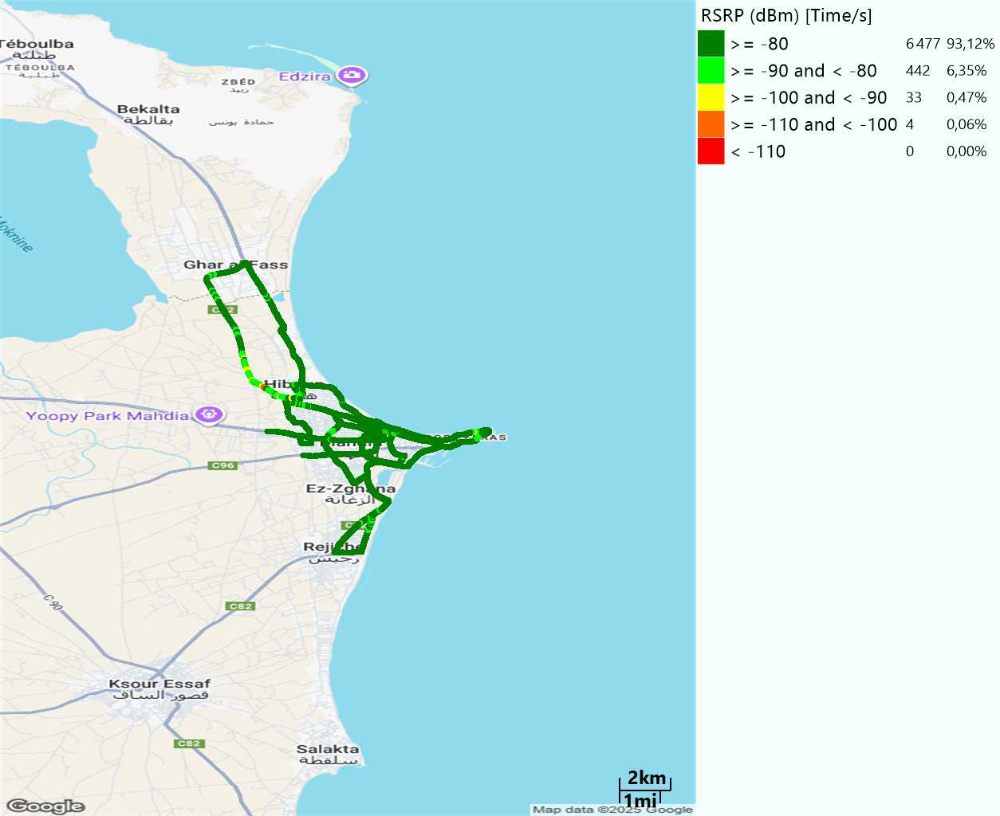 RSRP (dBm) [Time/s]
>= -80 6 477 93,12%
>= -90 and < -80 442 6,35%
>= -100 and < -90 33 0,47%
>= -110 and < -100 4 0,06%
< -110 0 0,00%
Téboulba
طبلبة
TÉBOULBA
طبلبة
Edzira
ZBÉD
زبيد
Bekalta
بقالطة
حمادة يونس
Moknine
Ghar al Fass
Yoopy Park Mahdia
C96
Ez-Zghana
الزغانة
رجيش
C82
C 90
Ksour Essaf
قصور الساف
C82
Salakta
سلقطة
2km
1mi
Google
Map data ©2025 Google